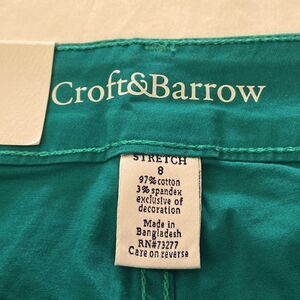 Croft&Barrow
STRETCH
8
97% cotton
3% spandex
exclusive of
decoration
Made in
Bangladesh
RN#73277
Care on reverse